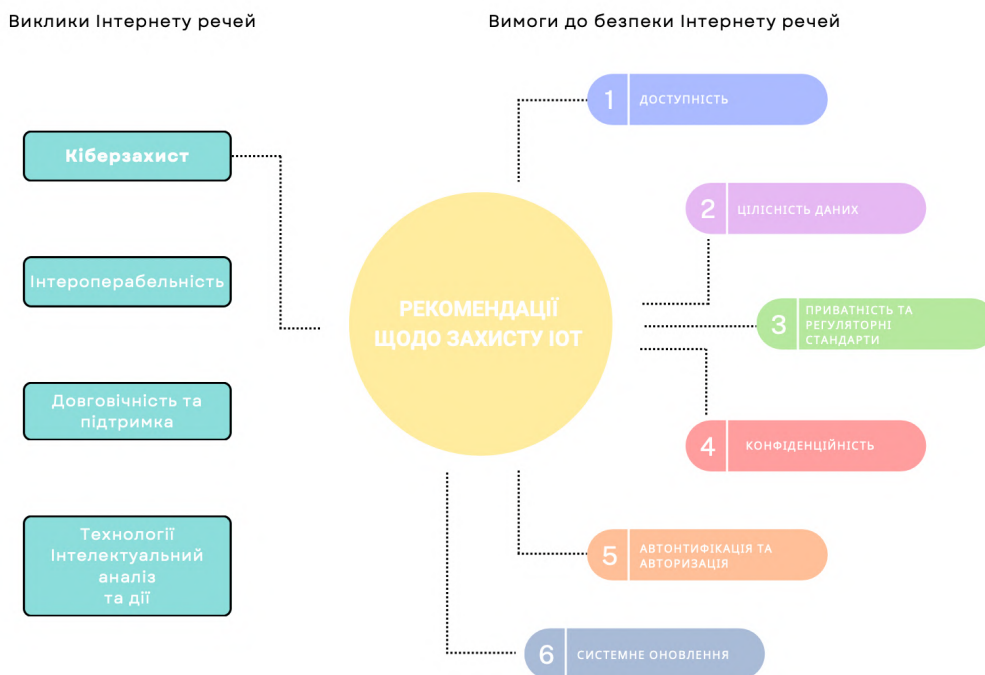 Виклики Інтернету речей
Вимоги до безпеки Інтернету речей
Кіберзахист
Інтероперабельність
Довговічність та
підтримка
Технології
Інтелектуальний
аналіз
та дії
РЕКОМЕНДАЦІЇ
ЩОДО ЗАХИСТУ ІОТ
1 ДОСТУПНІСТЬ
2 ЦІЛІСНІСТЬ ДАНИХ
3 ПРИВАТНІСТЬ ТА
РЕГУЛЯТОРНІ
СТАНДАРТИ
4 КОНФІДЕНЦІЙНІСТЬ
5 АВТОНТИФІКАЦІЯ ТА
АВТОРИЗАЦІЯ
6 СИСТЕМНЕ ОНОВЛЕННЯ